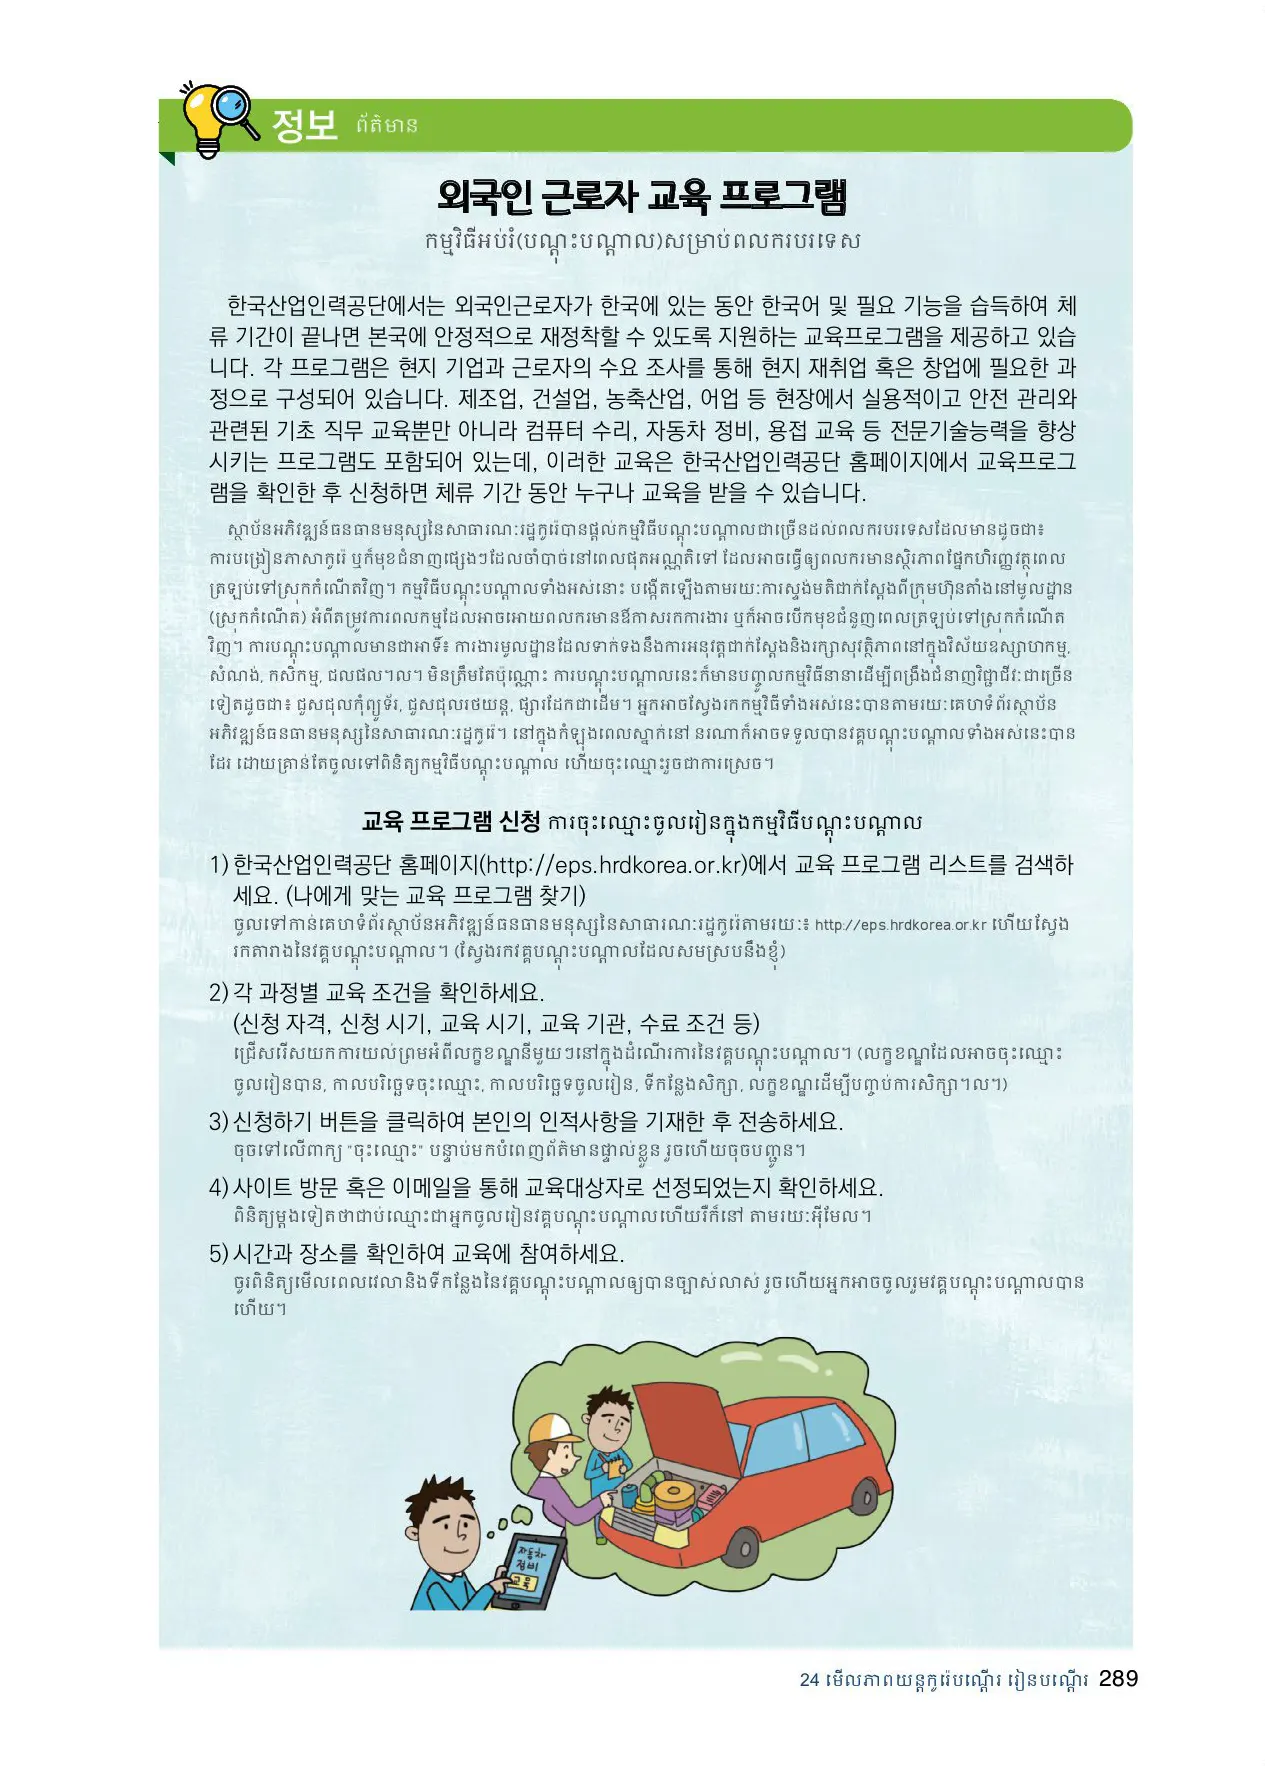 정보 ព័ត៌មាន
외국인 근로자 교육 프로그램
កម្មវិធីអប់រំ(បណ្ដុះបណ្ដាល)សម្រាប់ពលករបរទេស
한국산업인력공단에서는 외국인근로자가 한국에 있는 동안 한국어 및 필요 기능을 습득하여 체
류 기간이 끝나면 본국에 안정적으로 재정착할 수 있도록 지원하는 교육프로그램을 제공하고 있습
니다. 각 프로그램은 현지 기업과 근로자의 수요 조사를 통해 현지 재취업 혹은 창업에 필요한 과
정으로 구성되어 있습니다. 제조업, 건설업, 농축산업, 어업 등 현장에서 실용적이고 안전 관리와
관련된 기초 직무 교육뿐만 아니라 컴퓨터 수리, 자동차 정비, 용접 교육 등 전문기술능력을 향상
시키는 프로그램도 포함되어 있는데, 이러한 교육은 한국산업인력공단 홈페이지에서 교육프로그
램을 확인한 후 신청하면 체류 기간 동안 누구나 교육을 받을 수 있습니다.
ស្ថាប័នអភិវឌ្ឍន៍ធនធានមនុស្សនៃសាធារណៈរដ្ឋកូរ៉េបានផ្ដល់កម្មវិធីបណ្ដុះបណ្ដាលជាច្រើនដល់ពលករបរទេសដែលមានដូចជា៖
ការបង្រៀនភាសាកូរ៉េ ឬក៏មុខជំនាញផ្សេងៗដែលចាំបាច់នៅពេលផុតអណ្ណតិទៅ ដែលអាចធ្វើឲ្យពលករមានស្ថិរភាពផ្នែកហិរញ្ញវត្ថុពេល
ត្រឡប់ទៅស្រុកកំណើតវិញ។ កម្មវិធីបណ្ដុះបណ្ដាលទាំងអស់នោះ បង្កើតឡើងតាមរយៈការស្ទង់មតិជាក់ស្ដែងពីក្រុមហ៊ុនតាំងនៅមូលដ្ឋាន
(ស្រុកកំណើត) អំពីតម្រូវការពលកម្មដែលអាចអោយពលករមានឪកាសរកការងារ ឬក៏អាចបើកមុខជំនួញពេលត្រឡប់ទៅស្រុកកំណើត
វិញ។ ការបណ្ដុះបណ្ដាលមានជាអាទិ៍៖ ការងារមូលដ្ឋានដែលទាក់ទងនឹងការអនុវត្តជាក់ស្ដែងនិងរក្សាសុវត្ថិភាពនៅក្នុងវិស័យឧស្សាហកម្ម,
សំណង់, កសិកម្ម, ជលផល។ល។ មិនត្រឹមតែប៉ុណ្ណោះ ការបណ្ដុះបណ្ដាលនេះក៏មានបញ្ចូលកម្មវិធីនានាដើម្បីពង្រឹងជំនាញវិជ្ជាជីវៈជាច្រើន
ទៀតដូចជា៖ ជួសជុលកុំព្យូទ័រ, ជួសជុលរថយន្ត, ផ្សារដែកជាដើម។ អ្នកអាចស្វែងរកកម្មវិធីទាំងអស់នេះបានតាមរយៈគេហទំព័រស្ថាប័ន
អភិវឌ្ឍន៍ធនធានមនុស្សនៃសាធារណៈរដ្ឋកូរ៉េ។ នៅក្នុងកំឡុងពេលស្នាក់នៅ នរណាក៏អាចទទួលបានវគ្គបណ្ដុះបណ្ដាលទាំងអស់នេះបាន
ដែរ ដោយគ្រាន់តែចូលទៅពិនិត្យកម្មវិធីបណ្ដុះបណ្ដាល ហើយចុះឈ្មោះរួចជាការស្រេច។
교육 프로그램 신청 ការចុះឈ្មោះចូលរៀនក្នុងកម្មវិធីបណ្ដុះបណ្ដាល
1) 한국산업인력공단 홈페이지(http://eps.hrdkorea.or.kr)에서 교육 프로그램 리스트를 검색하
세요. (나에게 맞는 교육 프로그램 찾기)
ចូលទៅកាន់គេហទំព័រស្ថាប័នអភិវឌ្ឍន៍ធនធានមនុស្សនៃសាធារណៈរដ្ឋកូរ៉េតាមរយៈ៖ http://eps.hrdkorea.or.kr ហើយស្វែង
រកតារាងនៃវគ្គបណ្ដុះបណ្ដាល។ (ស្វែងរកវគ្គបណ្ដុះបណ្ដាលដែលសមស្របនឹងខ្ញុំ)
2) 각 과정별 교육 조건을 확인하세요.
(신청 자격, 신청 시기, 교육 시기, 교육 기관, 수료 조건 등)
ជ្រើសរើសយកការយល់ព្រមអំពីលក្ខខណ្ឌនីមួយៗនៅក្នុងដំណើរការនៃវគ្គបណ្ដុះបណ្ដាល។ (លក្ខខណ្ឌដែលអាចចុះឈ្មោះ
ចូលរៀនបាន, កាលបរិច្ឆេទចុះឈ្មោះ, កាលបរិច្ឆេទចូលរៀន, ទីកន្លែងសិក្សា, លក្ខខណ្ឌដើម្បីបញ្ចប់ការសិក្សា។ល។)
3) 신청하기 버튼을 클릭하여 본인의 인적사항을 기재한 후 전송하세요.
ចុចទៅលើពាក្យ "ចុះឈ្មោះ" បន្ទាប់មកបំពេញព័ត៌មានផ្ទាល់ខ្លួន រួចហើយចុចបញ្ជូន។
4) 사이트 방문 혹은 이메일을 통해 교육대상자로 선정되었는지 확인하세요.
ពិនិត្យម្ដងទៀតថាជាប់ឈ្មោះជាអ្នកចូលរៀនវគ្គបណ្ដុះបណ្ដាលហើយរឺក៏នៅ តាមរយៈអ៊ីមែល។
5) 시간과 장소를 확인하여 교육에 참여하세요.
ចូរពិនិត្យមើលពេលវេលានិងទីកន្លែងនៃវគ្គបណ្ដុះបណ្ដាលឲ្យបានច្បាស់លាស់ រួចហើយអ្នកអាចចូលរួមវគ្គបណ្ដុះបណ្ដាលបាន
ហើយ។
자동차
정비
교육
24 មើលភាពយន្តកូរ៉េបណ្ដើរ រៀនបណ្ដើរ 289